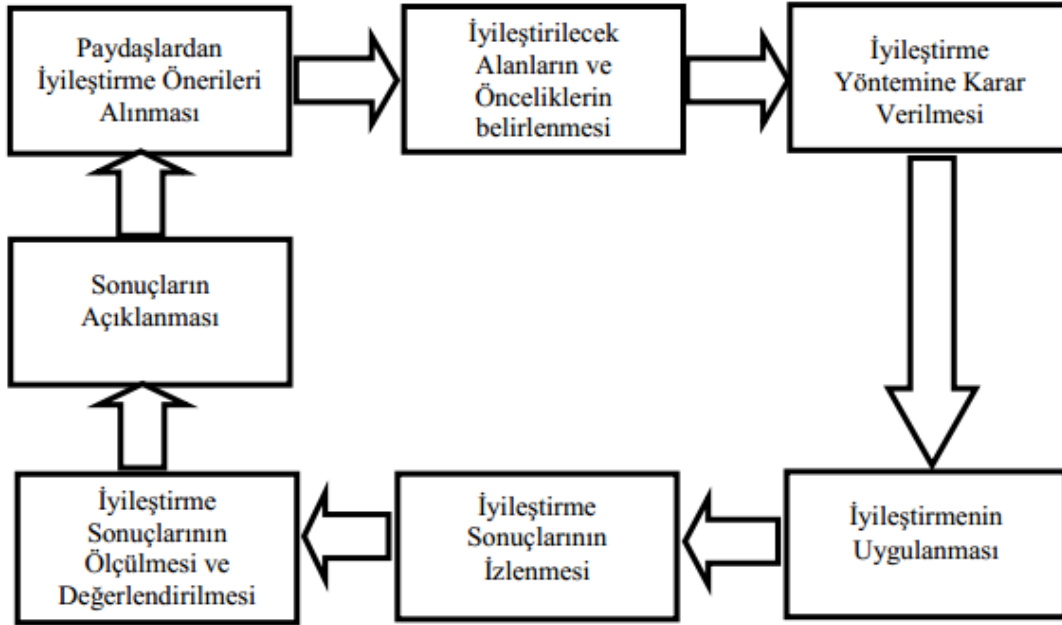 Paydaşlardan
İyileştirme Önerileri
Alınması
İyileştirilecek
Alanların ve
Önceliklerin
belirlenmesi
İyileştirme
Yöntemine Karar
Verilmesi
İyileştirmenin
Uygulanması
İyileştirme
Sonuçlarının
İzlenmesi
İyileştirme
Sonuçlarının
Ölçülmesi ve
Değerlendirilmesi
Sonuçların
Açıklanması